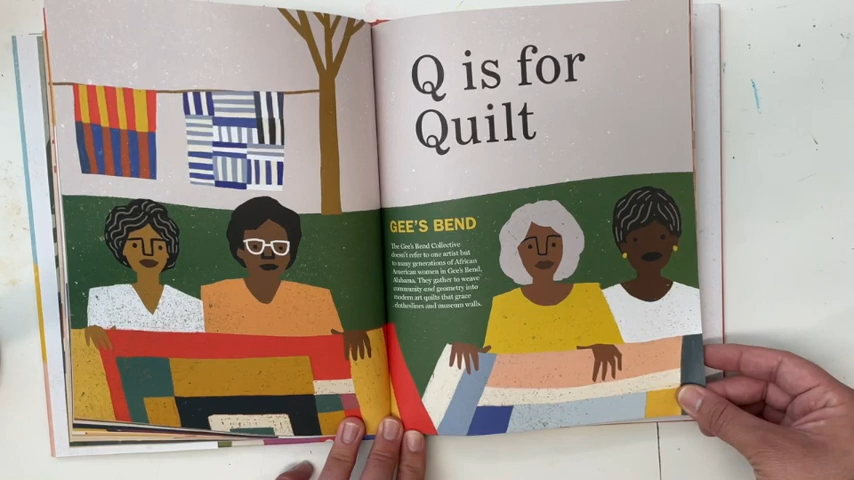 Q is for
Quilt
GEE'S BEND
The Gee's Bend Collective
doesn't refer to one artist but
to many generations of African
American women in Gee's Bend,
Alabama. They gather to weave
community and geometry into
modern art quilts that grace
clotheslines and museum walls.